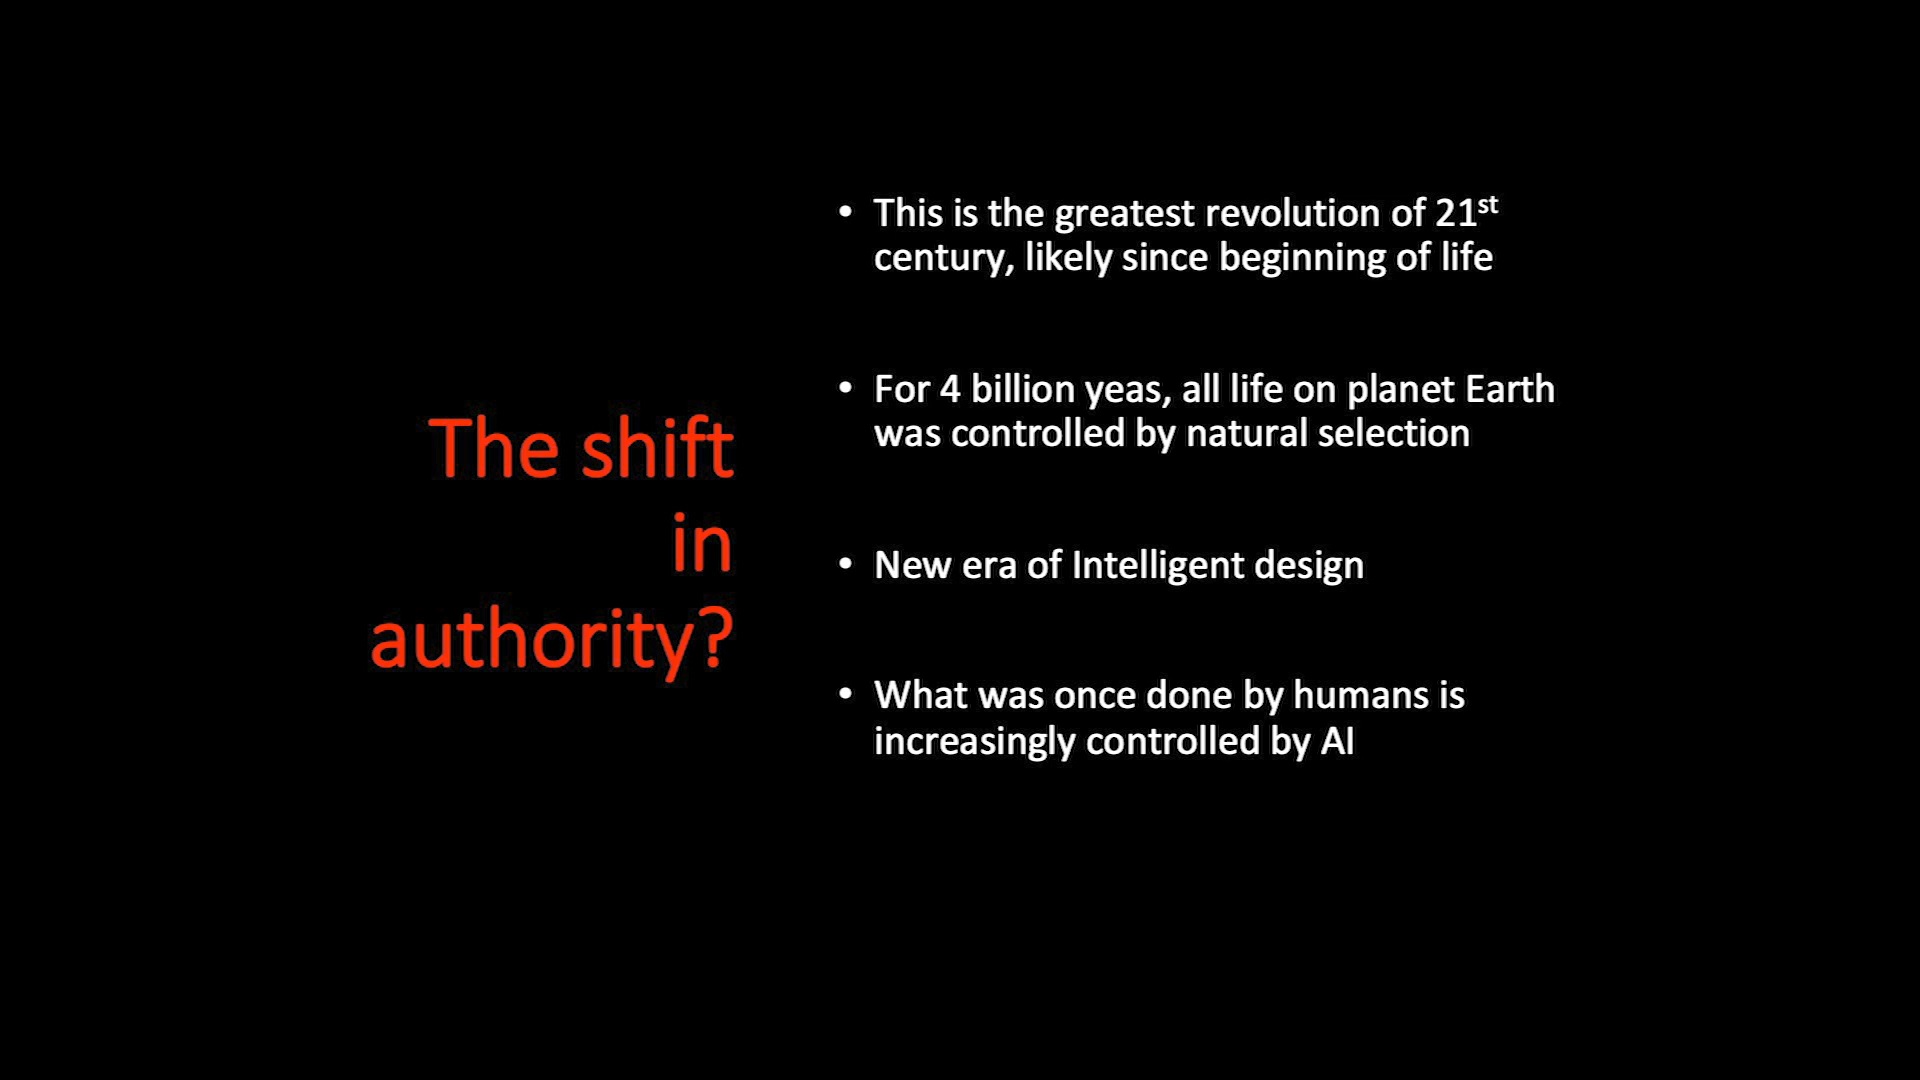 The shift
in
authority?
• This is the greatest revolution of 21st
century, likely since beginning of life
• For 4 billion yeas, all life on planet Earth
was controlled by natural selection
• New era of Intelligent design
• What was once done by humans is
increasingly controlled by AI